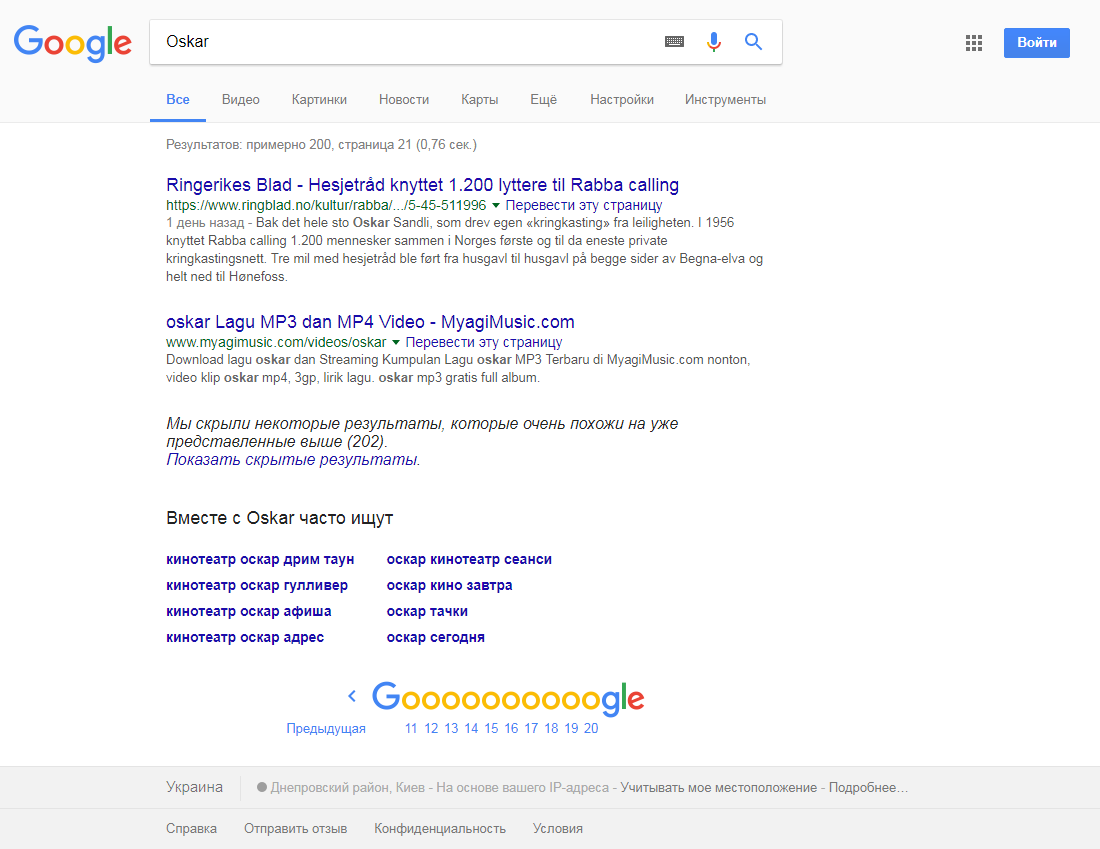 Google
Oskar
Войти
Все Видео Картинки Новости Карты Ещё Настройки Инструменты
Результатов: примерно 200, страница 21 (0,76 сек.)
Ringerikes Blad - Hesjetråd knyttet 1.200 lyttere til Rabba calling
https://www.ringblad.no/kultur/rabba/.../5-45-511996 Перевести эту страницу
1 день назад - Bak det hele sto Oskar Sandli, som drev egen «kringkasting» fra leiligheten. I 1956
knyttet Rabba calling 1.200 mennesker sammen i Norges første og til da eneste private
kringkastingsnett. Tre mil med hesjetråd ble ført fra husgavl til husgavl på begge sider av Begna-elva og
helt ned til Hønefoss.
oskar Lagu MP3 dan MP4 Video - MyagiMusic.com
www.myagimusic.com/videos/oskar Перевести эту страницу
Download lagu oskar dan Streaming Kumpulan Lagu oskar MP3 Terbaru di MyagiMusic.com nonton,
video klip oskar mp4, 3gp, lirik lagu. oskar mp3 gratis full album.
Мы скрыли некоторые результаты, которые очень похожи на уже
представленные выше (202).
Показать скрытые результаты.
Вместе с Oskar часто ищут
кинотеатр оскар дрим таун оскар кинотеатр сеанси
кинотеатр оскар гулливер оскар кино завтра
кинотеатр оскар афиша оскар тачки
кинотеатр оскар адрес оскар сегодня
Goooooooooogle
Предыдущая 11 12 13 14 15 16 17 18 19 20
Украина Днепровский район, Киев - На основе вашего IP-адреса - Учитывать мое местоположение - Подробнее…
Справка Отправить отзыв Конфиденциальность Условия